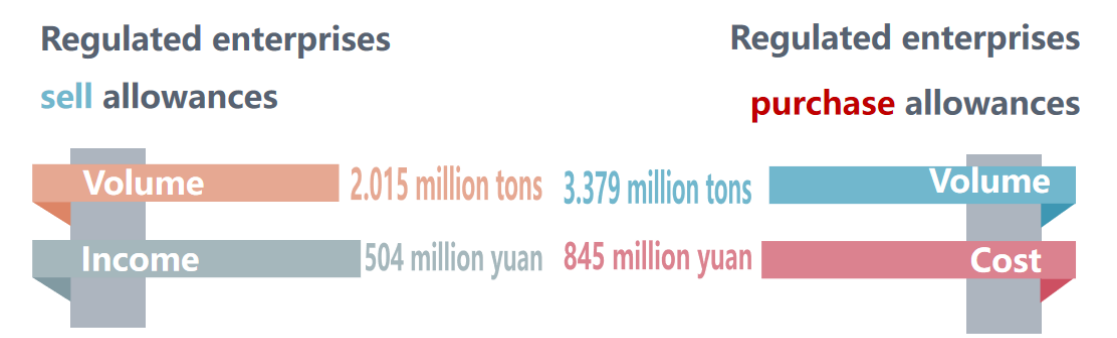 Regulated enterprises
sell allowances
Volume 2.015 million tons
Income 504 million yuan
Regulated enterprises
purchase allowances
3.379 million tons Volume
845 million yuan Cost